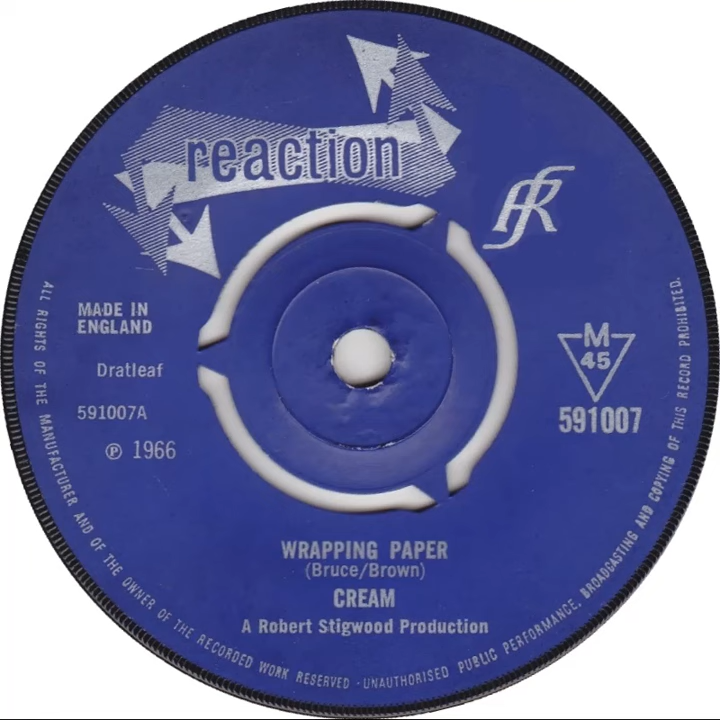 reaction
R
MADE IN
ENGLAND
Dratleaf
591007A
℗ 1966
M
45
591007
WRAPPING PAPER
(Bruce/Brown)
CREAM
A Robert Stigwood Production
ALL RIGHTS OF THE MANUFACTURER AND OF THE OWNER OF THE RECORDED WORK RESERVED · UNAUTHORISED PUBLIC PERFORMANCE, BROADCASTING AND COPYING OF THIS RECORD PROHIBITED.